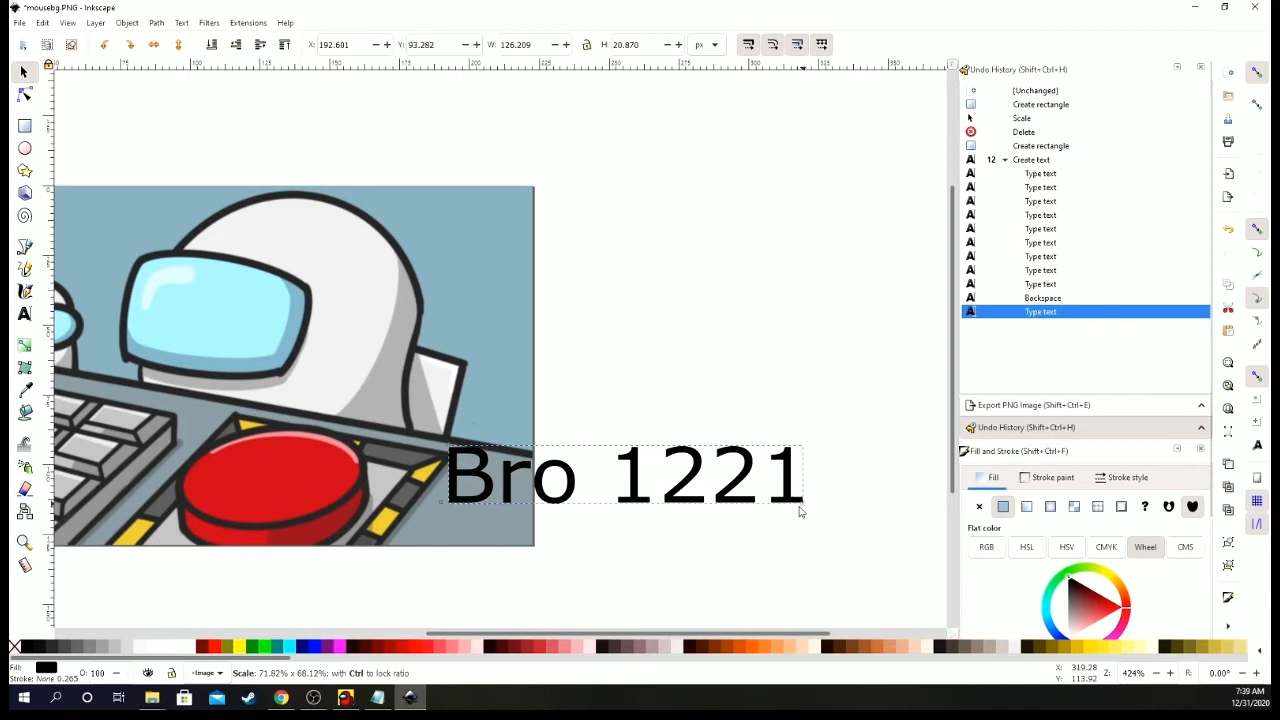 *mousebg.PNG - Inkscape
File Edit View Layer Object Path Text Filters Extensions Help
X: 192.601 Y: 93.282 W: 126.209 H: 20.870 px
Undo History (Shift+Ctrl+H)
[Unchanged]
Create rectangle
Scale
Delete
Create rectangle
12 Create text
Type text
Type text
Type text
Type text
Type text
Type text
Type text
Type text
Type text
Backspace
Type text
Export PNG Image (Shift+Ctrl+E)
Undo History (Shift+Ctrl+H)
Fill and Stroke (Shift+Ctrl+F)
Fill Stroke paint Stroke style
Flat color
RGB HSL HSV CMYK Wheel CMS
Bro 1221
Fill:
Stroke: None 0.265 O: 100 Image Scale: 71.82% x 68.12%; with Ctrl to lock ratio
X: 319.28
Y: 113.92
Z: 424% R: 0.00°
7:39 AM
12/31/2020